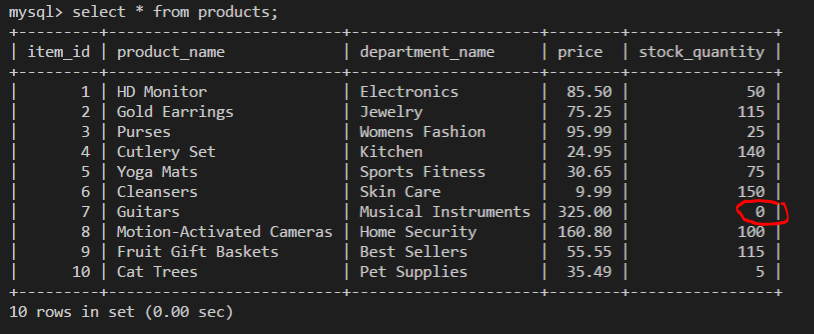 mysql> select * from products;
+---------+--------------------------+---------------------+--------+----------------+
| item_id | product_name             | department_name     | price  | stock_quantity |
+---------+--------------------------+---------------------+--------+----------------+
|       1 | HD Monitor               | Electronics         |  85.50 |             50 |
|       2 | Gold Earrings            | Jewelry             |  75.25 |            115 |
|       3 | Purses                   | Womens Fashion      |  95.99 |             25 |
|       4 | Cutlery Set              | Kitchen             |  24.95 |            140 |
|       5 | Yoga Mats                | Sports Fitness      |  30.65 |             75 |
|       6 | Cleansers                | Skin Care           |   9.99 |            150 |
|       7 | Guitars                  | Musical Instruments | 325.00 |              0 |
|       8 | Motion-Activated Cameras | Home Security       | 160.80 |            100 |
|       9 | Fruit Gift Baskets       | Best Sellers        |  55.55 |            115 |
|      10 | Cat Trees                | Pet Supplies        |  35.49 |              5 |
+---------+--------------------------+---------------------+--------+----------------+
10 rows in set (0.00 sec)